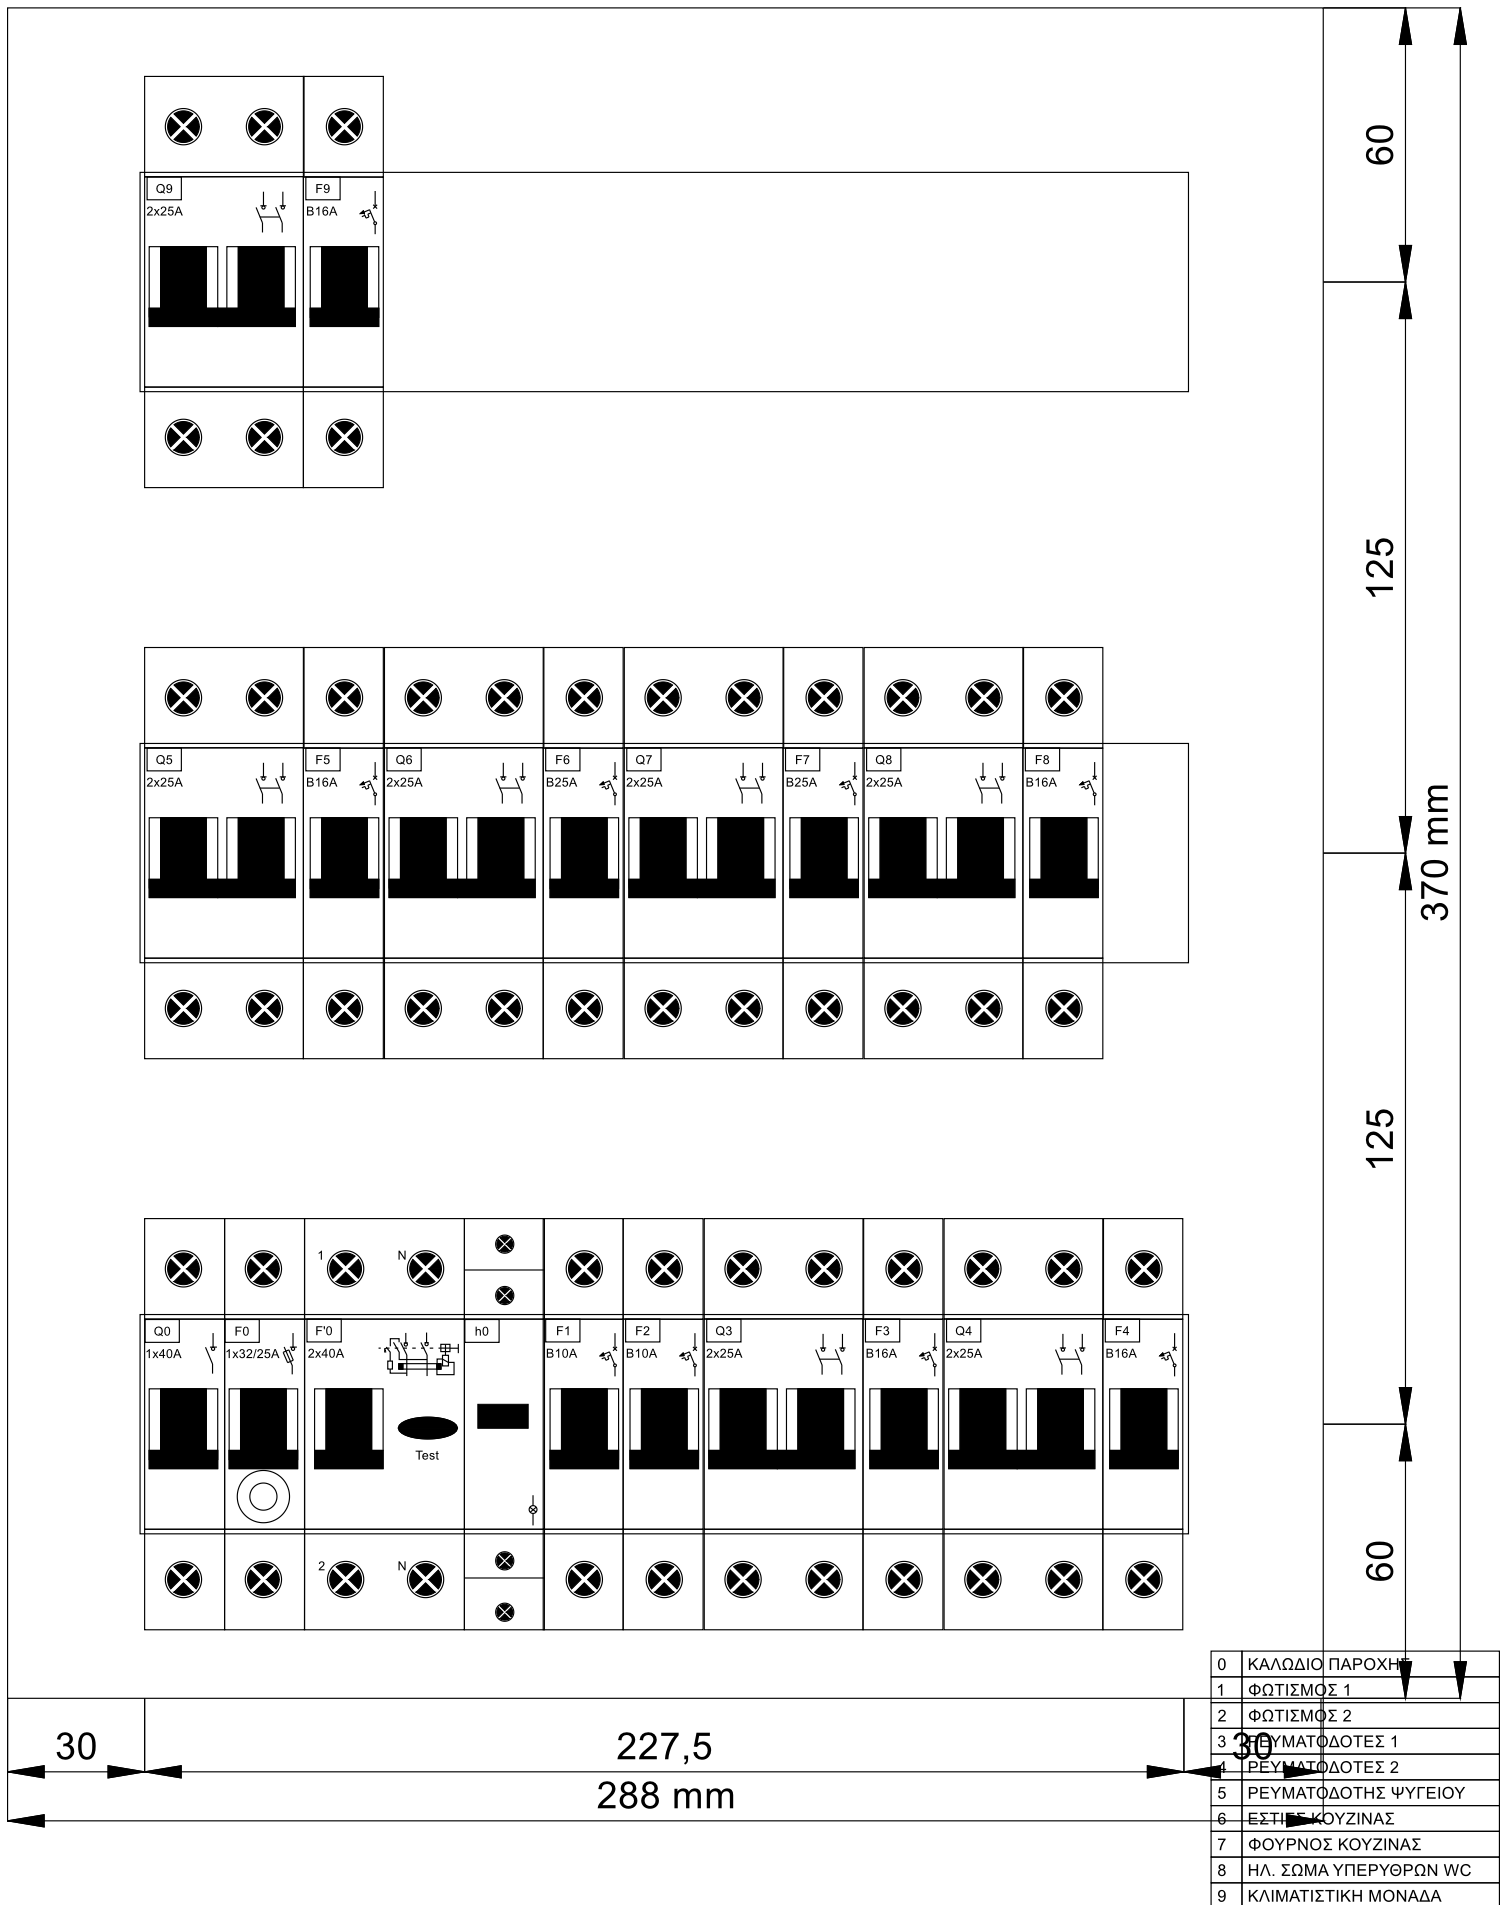 60
Q9 F9
2x25A B16A
125
Q5 F5 Q6 F6 Q7 F7 Q8 F8
2x25A B16A 2x25A B25A 2x25A B25A 2x25A B16A
370 mm
125
1 N
Q0 F0 F'0 h0 F1 F2 Q3 F3 Q4 F4
1x40A 1x32/25A 2x40A B10A B10A 2x25A B16A 2x25A B16A
Test
2 N
60
30 227,5 30
288 mm
0 ΚΑΛΩΔΙΟ ΠΑΡΟΧΗΣ
1 ΦΩΤΙΣΜΟΣ 1
2 ΦΩΤΙΣΜΟΣ 2
3 ΡΕΥΜΑΤΟΔΟΤΕΣ 1
4 ΡΕΥΜΑΤΟΔΟΤΕΣ 2
5 ΡΕΥΜΑΤΟΔΟΤΗΣ ΨΥΓΕΙΟΥ
6 ΕΣΤΙΕΣ ΚΟΥΖΙΝΑΣ
7 ΦΟΥΡΝΟΣ ΚΟΥΖΙΝΑΣ
8 ΗΛ. ΣΩΜΑ ΥΠΕΡΥΘΡΩΝ WC
9 ΚΛΙΜΑΤΙΣΤΙΚΗ ΜΟΝΑΔΑ